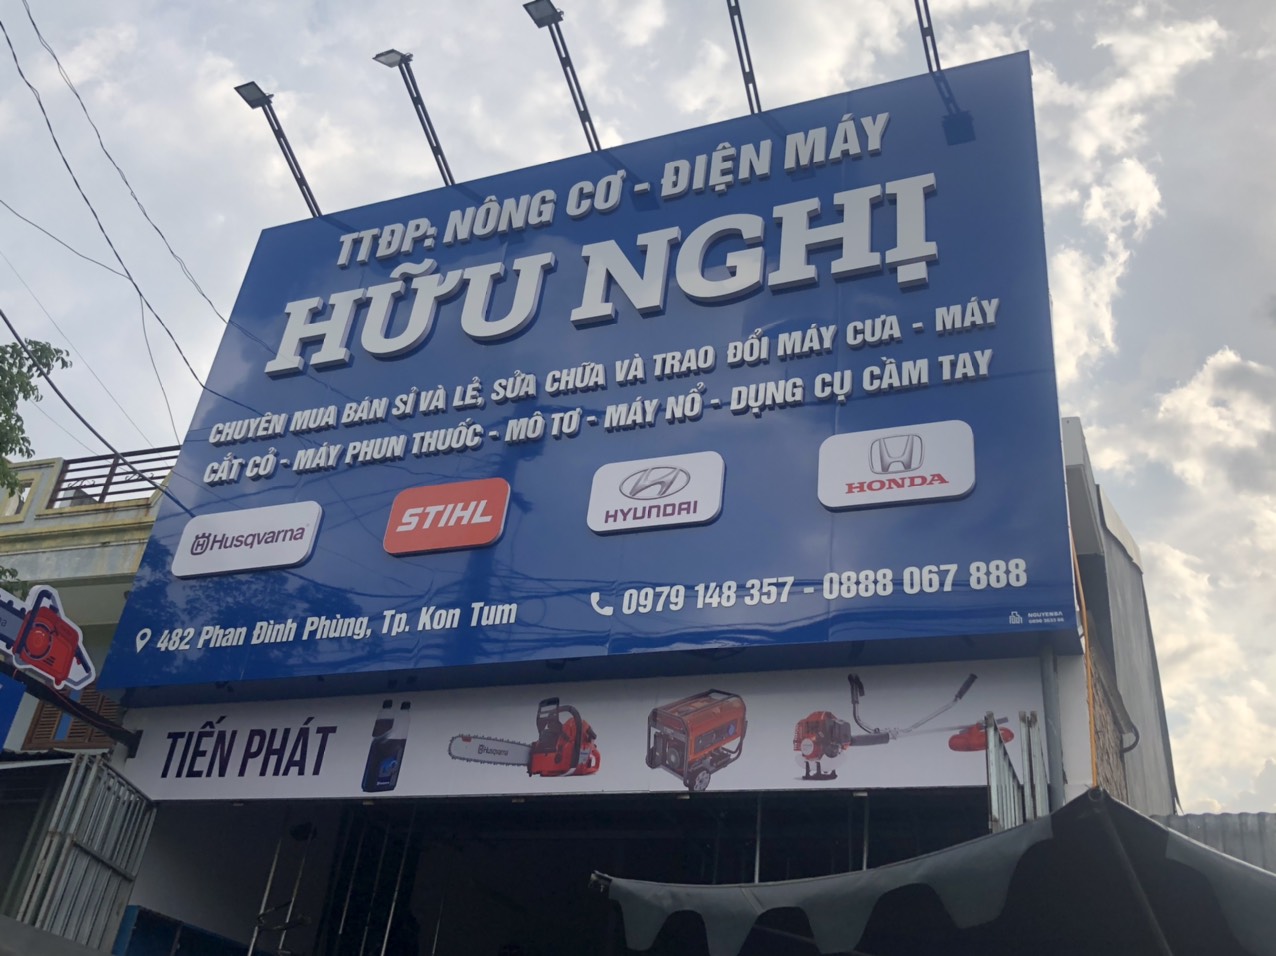 TTĐP: NÔNG CƠ - ĐIỆN MÁY
HỮU NGHỊ
CHUYÊN MUA BÁN SỈ VÀ LẺ, SỬA CHỮA VÀ TRAO ĐỔI MÁY CƯA - MÁY
CẮT CỎ - MÁY PHUN THUỐC - MÔ TƠ - MÁY NỔ - DỤNG CỤ CẦM TAY
Husqvarna
STIHL
HYUNDAI
HONDA
482 Phan Đình Phùng, Tp. Kon Tum
0979 148 357 - 0888 067 888
TIẾN PHÁT
Husqvarna